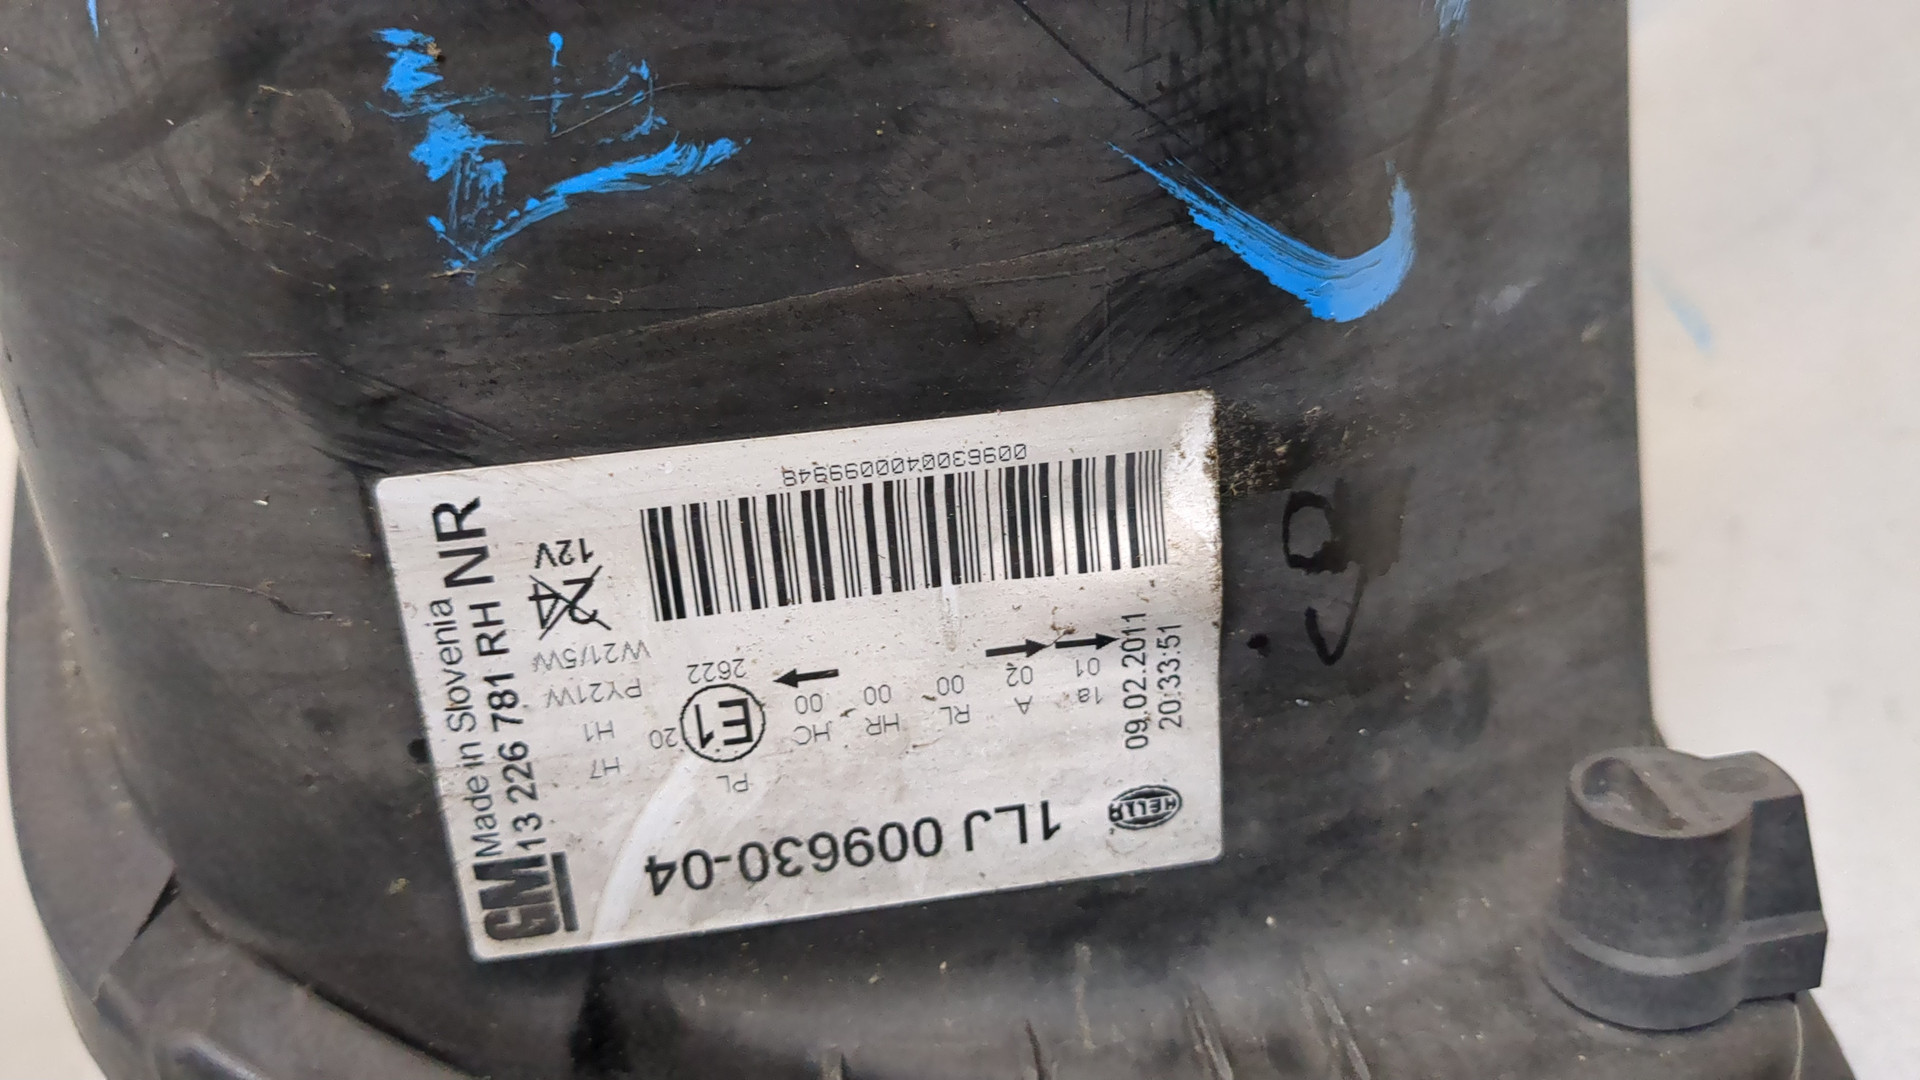 HELLA
1LJ 009630-04
09.02.2011
20:33:51
18 A RL HR HC PL
01 02 00 00 00
E1
20
2622
H7 H1 PY21W W21/5W
12V
0096300400099948
GM
Made in Slovenia
13 226 781 RH NR